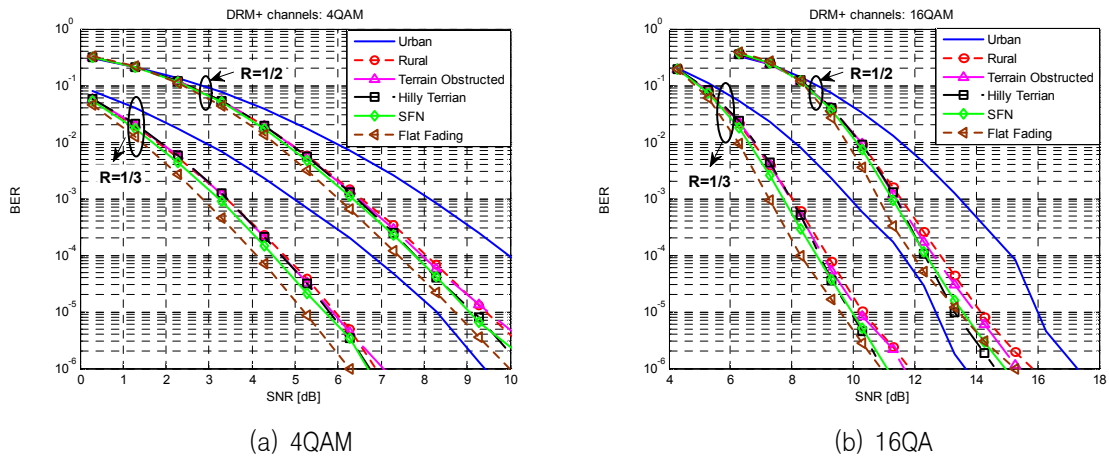 DRM+ channels: 4QAM
10^0
10^-1
10^-2
10^-3
10^-4
10^-5
10^-6
BER
0 1 2 3 4 5 6 7 8 9 10
SNR [dB]
R=1/2
R=1/3
Urban
Rural
Terrain Obstructed
Hilly Terrian
SFN
Flat Fading
(a) 4QAM
DRM+ channels: 16QAM
10^0
10^-1
10^-2
10^-3
10^-4
10^-5
10^-6
BER
4 6 8 10 12 14 16 18
SNR [dB]
R=1/2
R=1/3
Urban
Rural
Terrain Obstructed
Hilly Terrian
SFN
Flat Fading
(b) 16QA